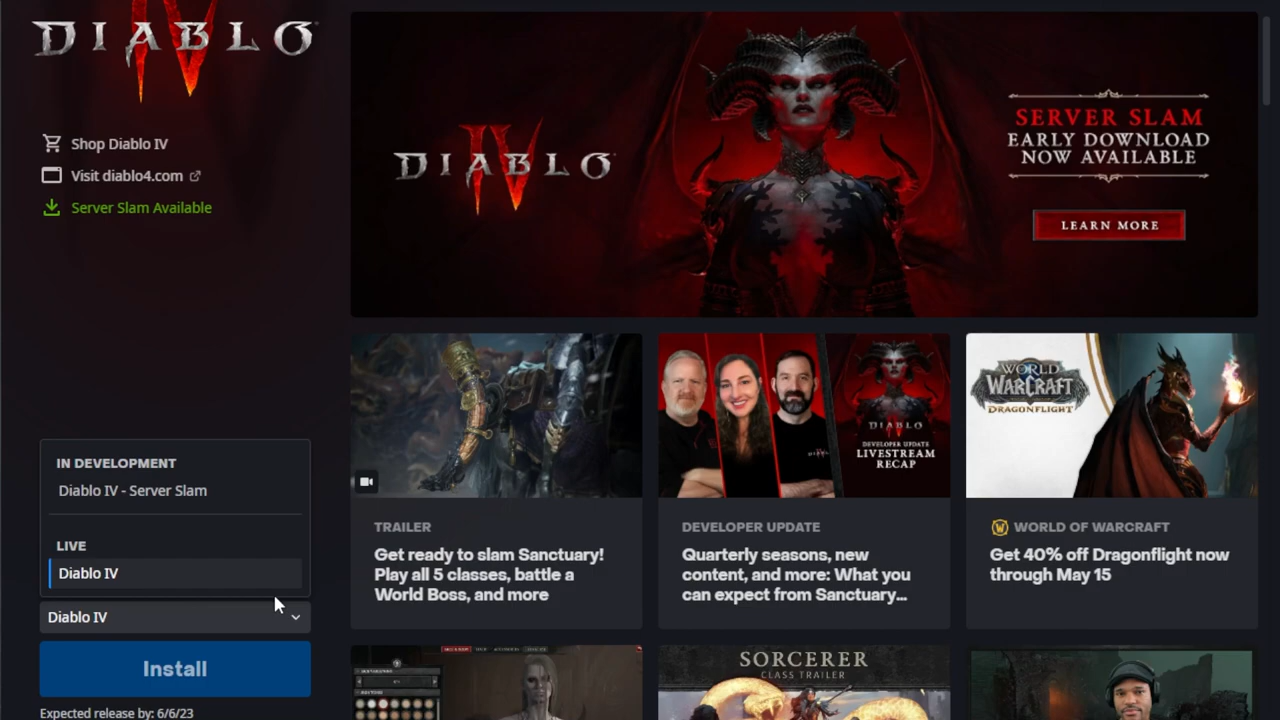 DIABLO
IV
Shop Diablo IV
Visit diablo4.com
Server Slam Available
IN DEVELOPMENT
Diablo IV - Server Slam
LIVE
Diablo IV
Diablo IV
Install
Expected release by: 6/6/23
DIABLO
IV
SERVER SLAM
EARLY DOWNLOAD
NOW AVAILABLE
LEARN MORE
TRAILER
Get ready to slam Sanctuary!
Play all 5 classes, battle a
World Boss, and more
DIABLO
DEVELOPER UPDATE
LIVESTREAM
RECAP
DEVELOPER UPDATE
Quarterly seasons, new
content, and more: What you
can expect from Sanctuary...
WORLD
OF
WARCRAFT
DRAGONFLIGHT
W
WORLD OF WARCRAFT
Get 40% off Dragonflight now
through May 15
SORCERER
CLASS TRAILER